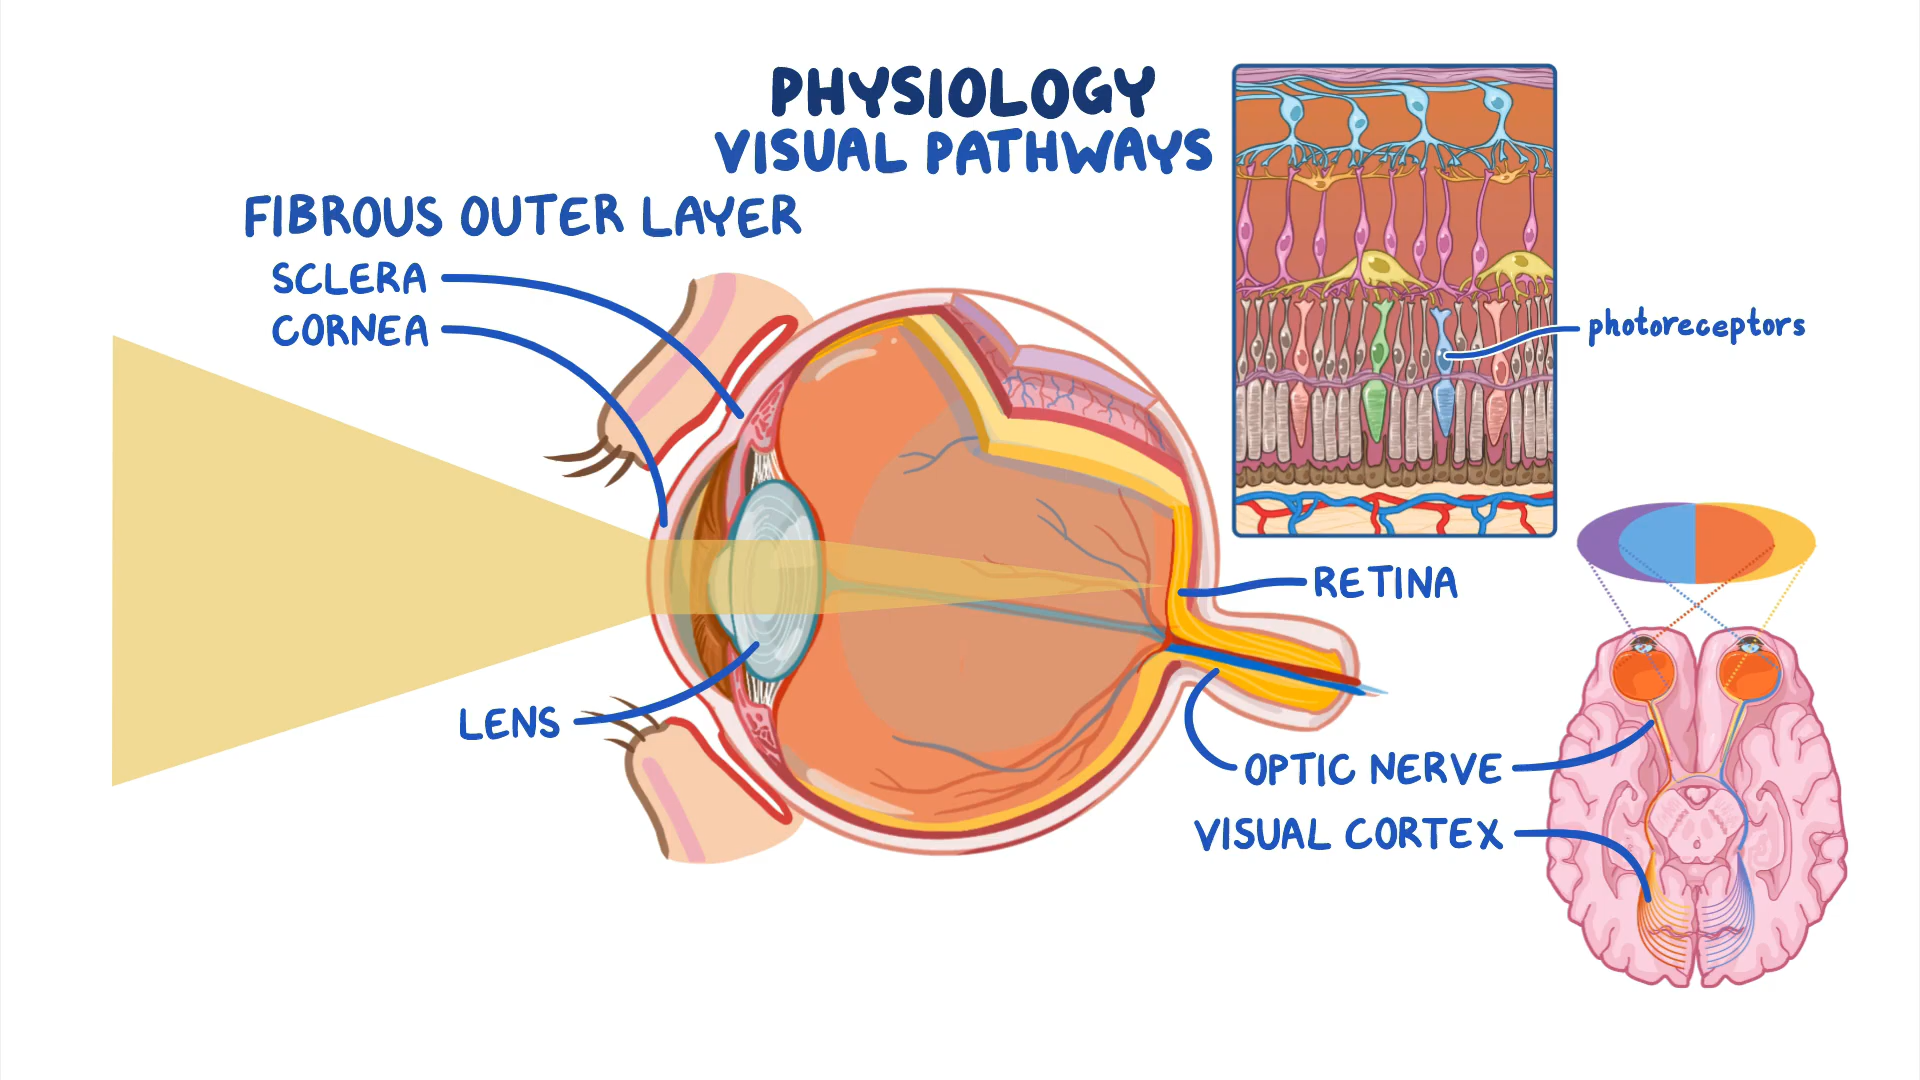 PHYSIOLOGY
VISUAL PATHWAYS
FIBROUS OUTER LAYER
SCLERA
CORNEA
photoreceptors
RETINA
LENS
OPTIC NERVE
VISUAL CORTEX